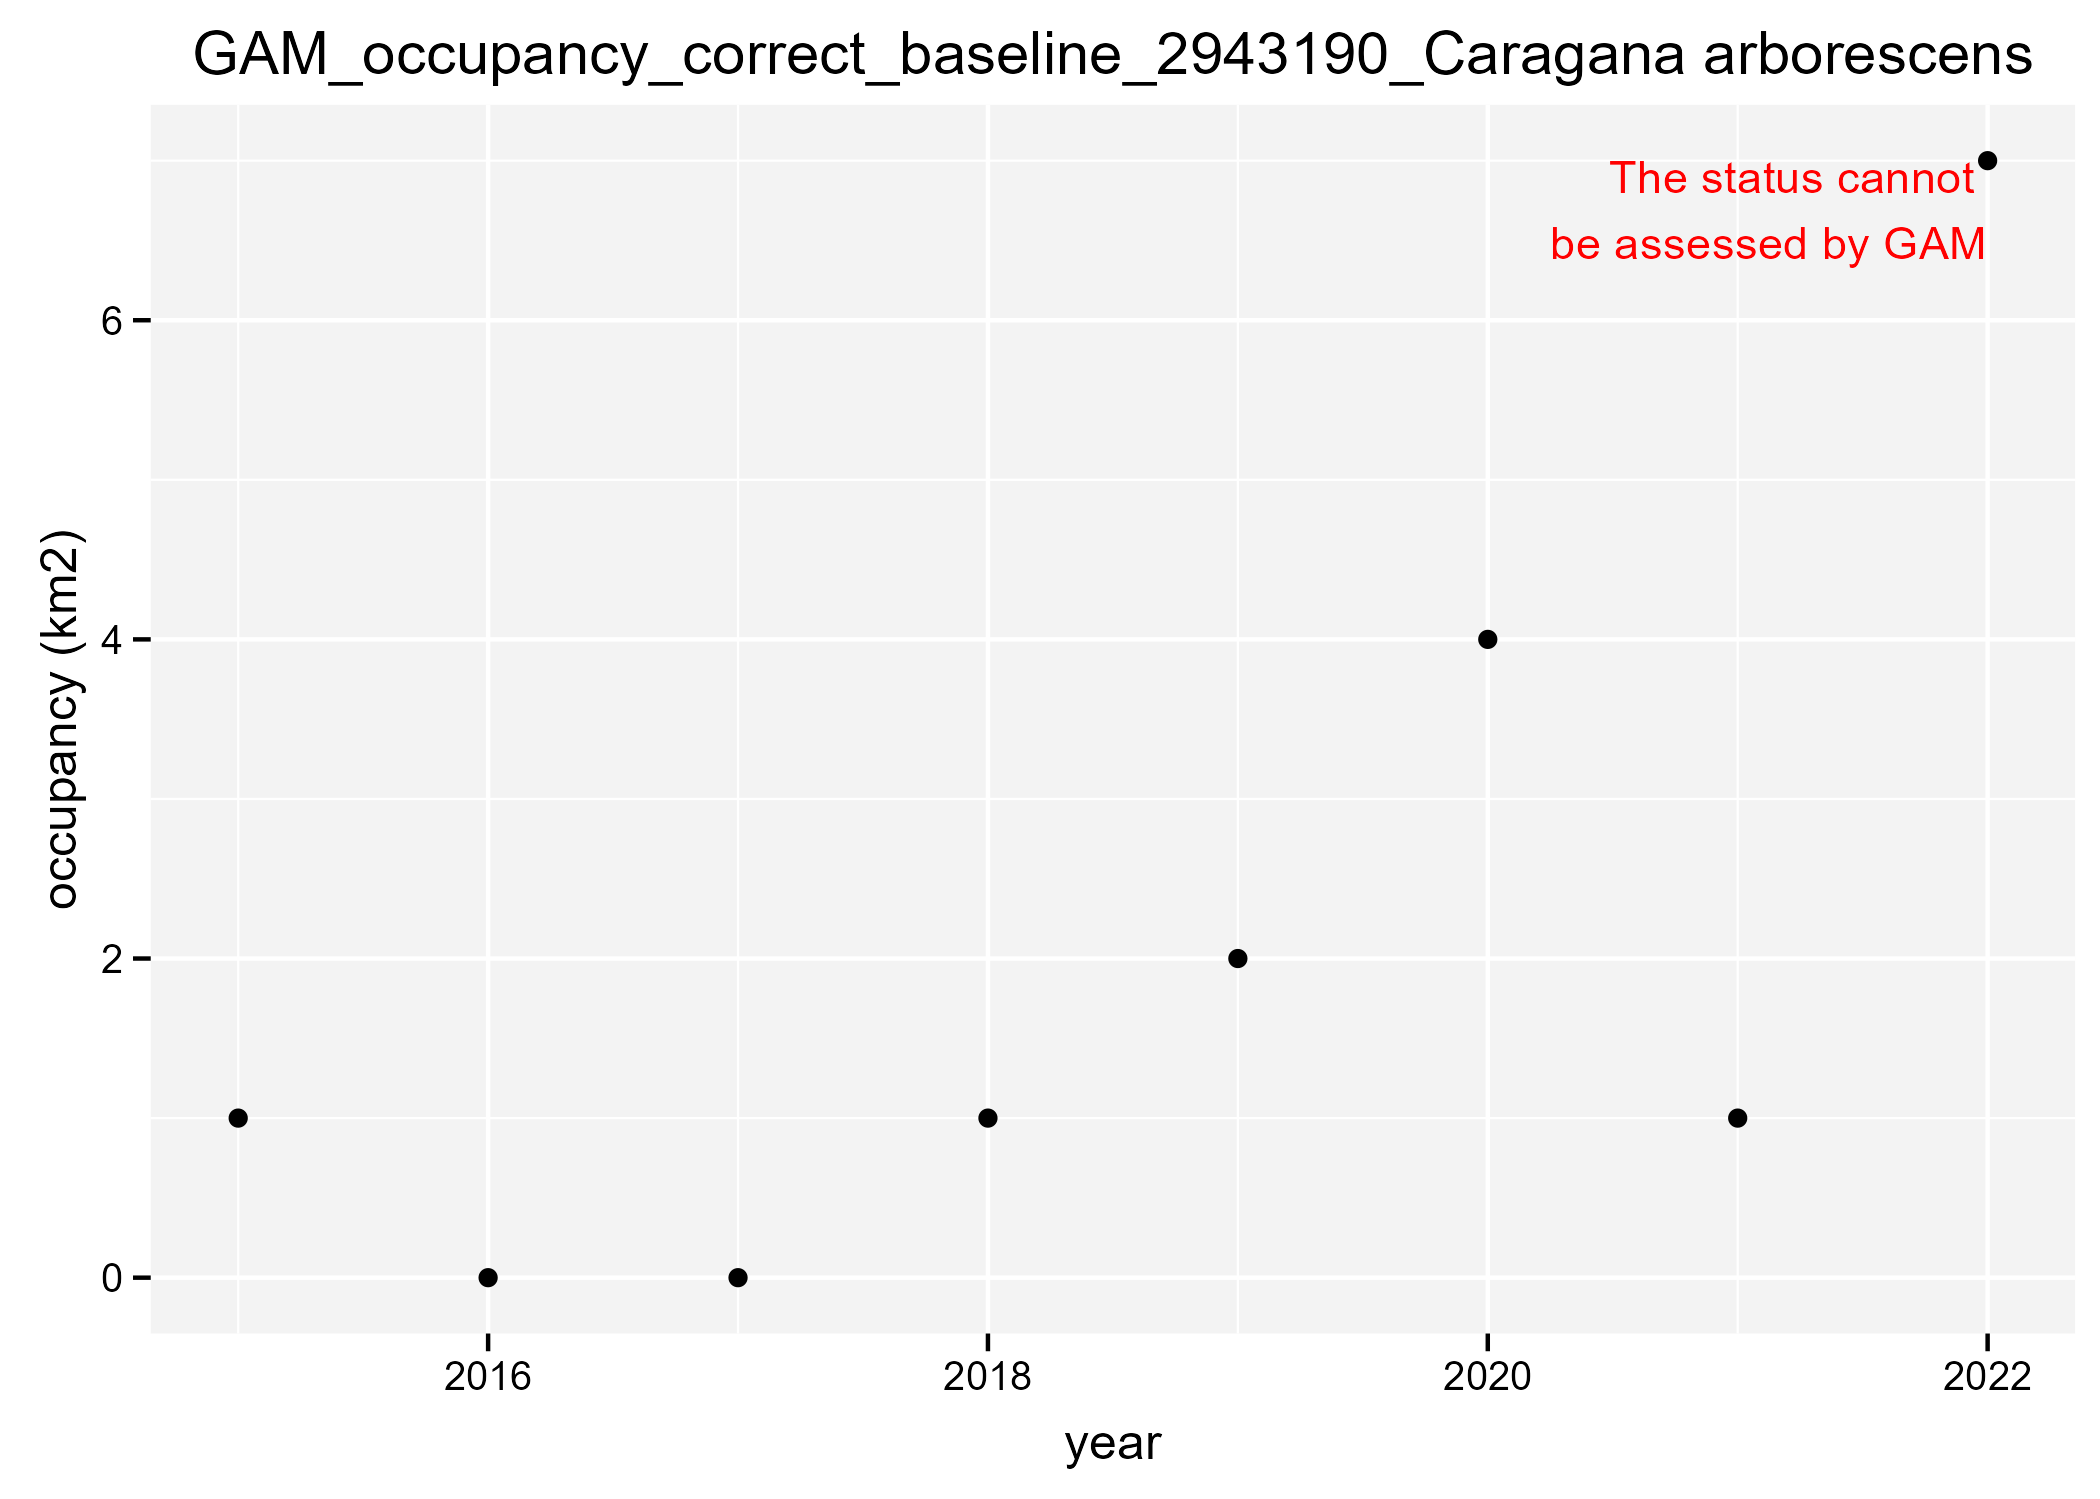 GAM_occupancy_correct_baseline_2943190_Caragana arborescens
The status cannot
be assessed by GAM
6
4
2
0
occupancy (km2)
2016
2018
2020
2022
year